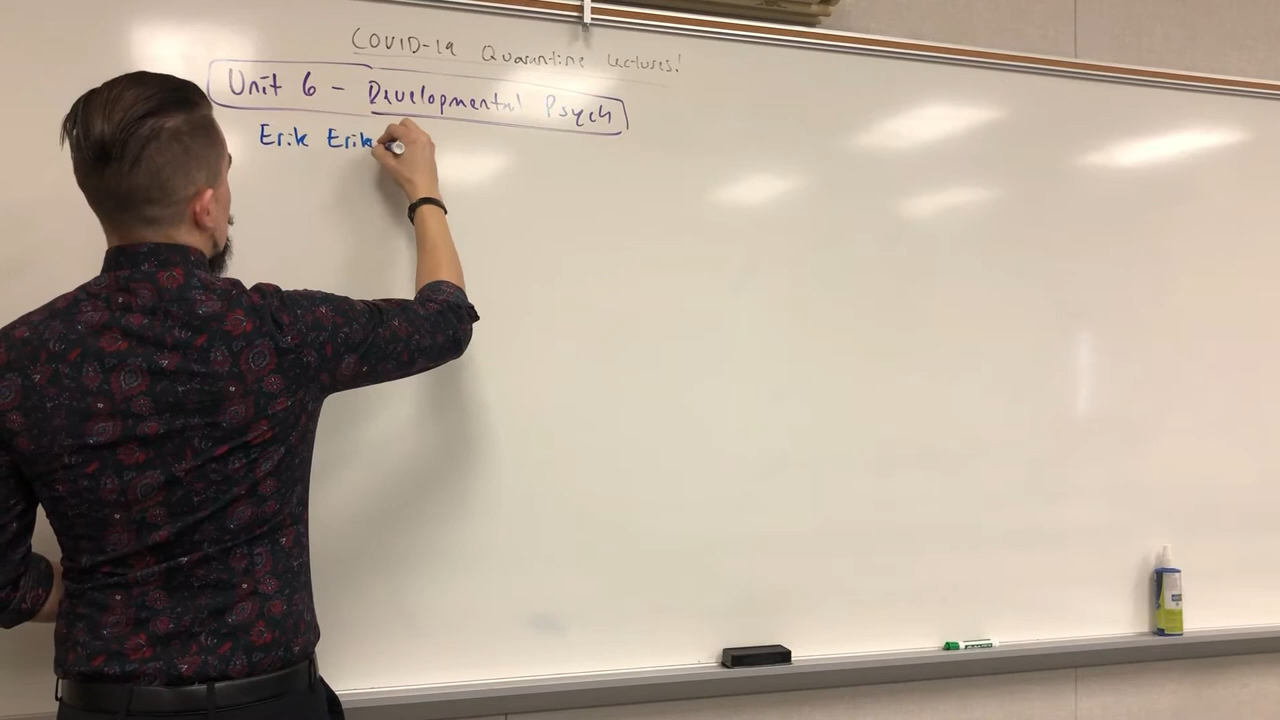 COVID-19 Quarantine Lectures!
Unit 6 - Developmental Psych
Erik Erik